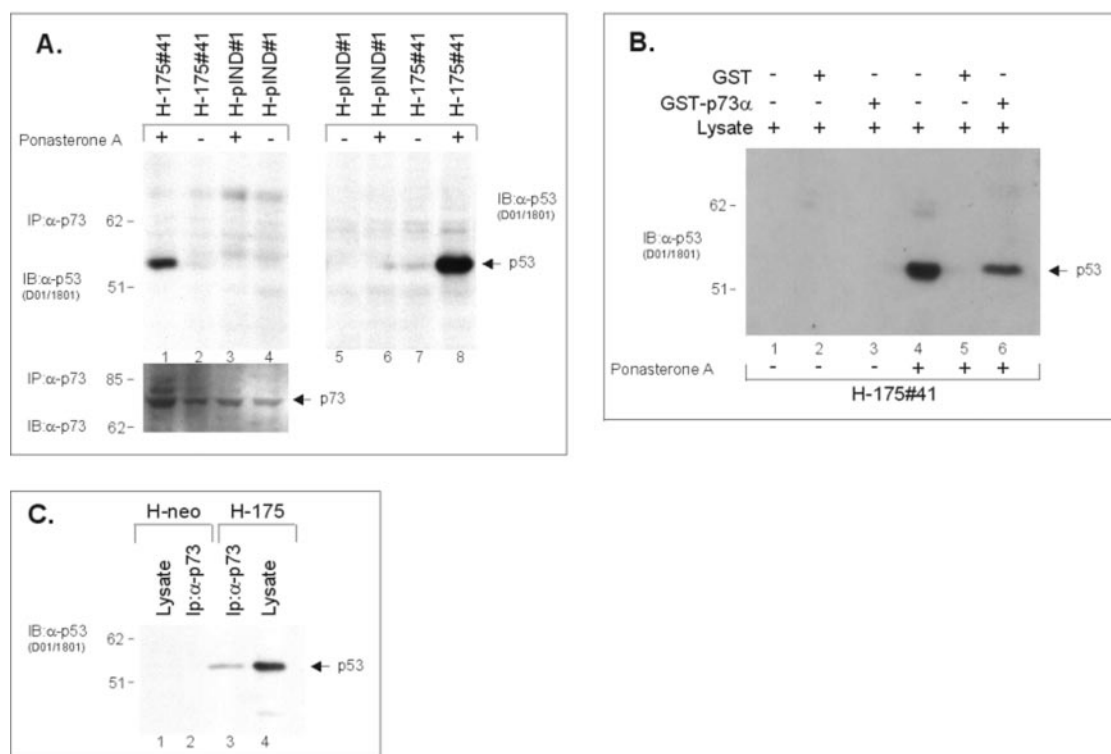 A.
H-175#41 H-175#41 H-pIND#1 H-pIND#1 H-pIND#1 H-pIND#1 H-175#41 H-175#41
Ponasterone A + - + - - + - +
IP:α-p73 62 -
IB:α-p53
(D01/1801)
IB:α-p53
(D01/1801)
51 -
p53
1 2 3 4 5 6 7 8
IP:α-p73 85 -
p73
IB:α-p73 62 -
B.
GST - + - - + -
GST-p73α - - + - - +
Lysate + + + + + +
62 -
IB:α-p53
(D01/1801)
51 -
p53
1 2 3 4 5 6
Ponasterone A - - - + + +
H-175#41
C.
H-neo H-175
Lysate Ip:α-p73 Ip:α-p73 Lysate
IB:α-p53
(D01/1801)
62 -
51 -
p53
1 2 3 4